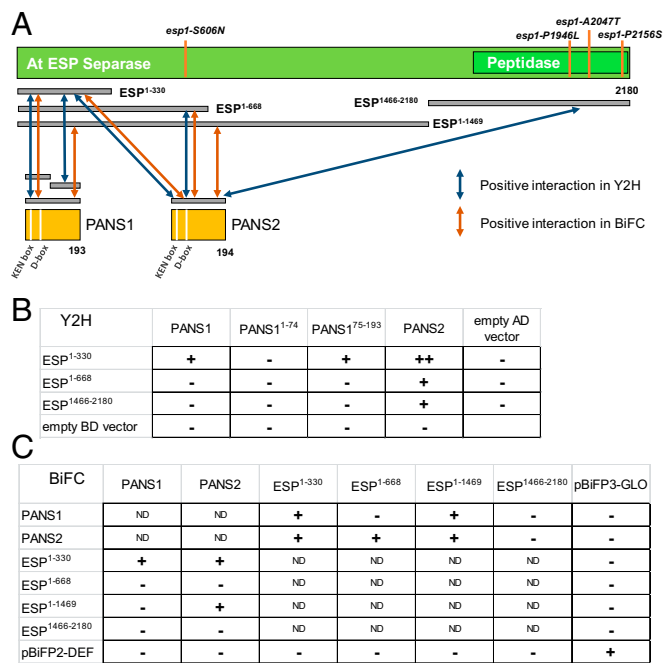 A
esp1-S606N
esp1-A2047T
esp1-P1946L esp1-P2156S
At ESP Separase
Peptidase
ESP1-330
2180
ESP1-668
ESP1466-2180
ESP1-1469
Positive interaction in Y2H
Positive interaction in BiFC
PANS1
PANS2
193
194
KEN box
D-box
KEN box
D-box
B
Y2H PANS1 PANS11-74 PANS175-193 PANS2 empty AD vector
ESP1-330 + - + ++ -
ESP1-668 - - - + -
ESP1466-2180 - - - + -
empty BD vector - - - -
C
BiFC PANS1 PANS2 ESP1-330 ESP1-668 ESP1-1469 ESP1466-2180 pBiFP3-GLO
PANS1 ND ND + - + - -
PANS2 ND ND + + + - -
ESP1-330 + + ND ND ND ND -
ESP1-668 - - ND ND ND ND -
ESP1-1469 - + ND ND ND ND -
ESP1466-2180 - - ND ND ND ND -
pBiFP2-DEF - - - - - - +